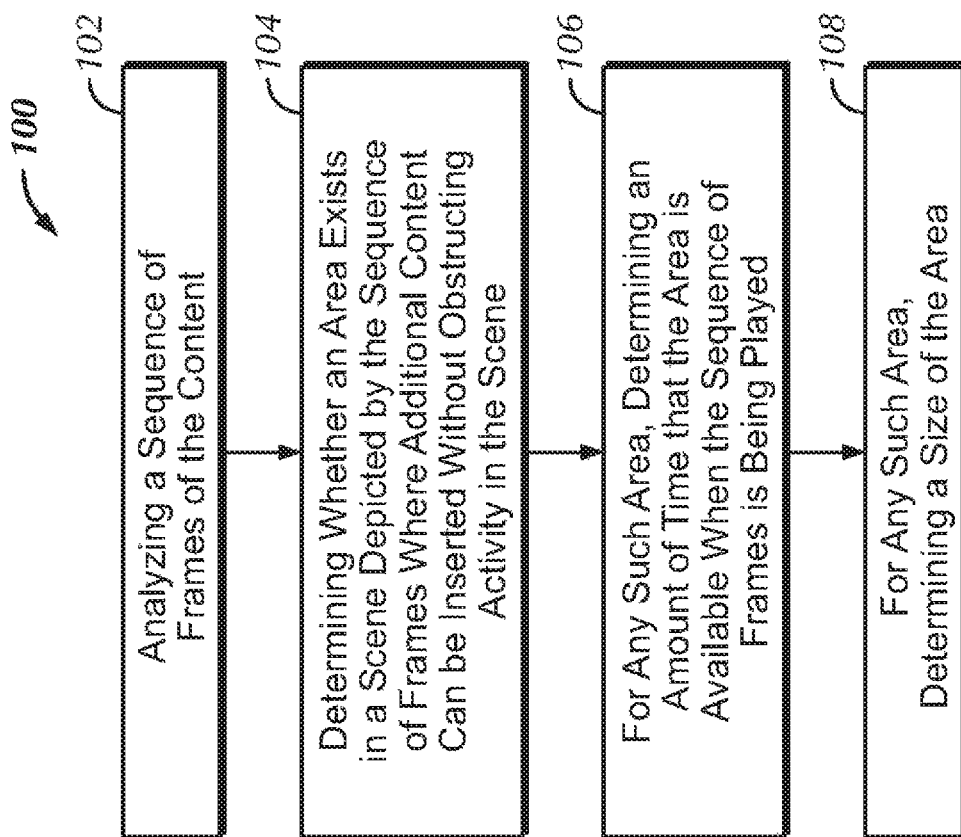 100
102
Analyzing a Sequence of
Frames of the Content
104
Determining Whether an Area Exists
in a Scene Depicted by the Sequence
of Frames Where Additional Content
Can be Inserted Without Obstructing
Activity in the Scene
106
For Any Such Area, Determining an
Amount of Time that the Area is
Available When the Sequence of
Frames is Being Played
108
For Any Such Area,
Determining a Size of the Area